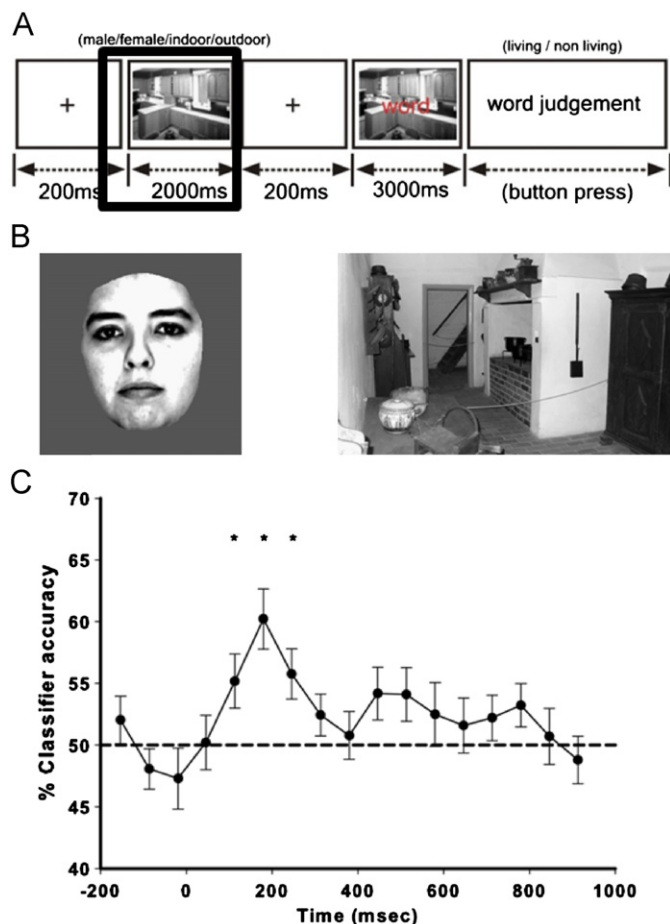 A
(male/female/indoor/outdoor)
(living / non living)
+
+
word
word judgement
200ms
2000ms
200ms
3000ms
(button press)
B
C
70
65
60
55
50
45
40
* * *
% Classifier accuracy
-200 0 200 400 600 800 1000
Time (msec)